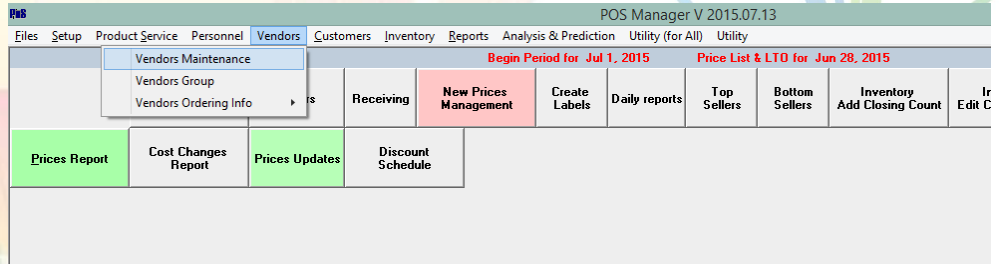 POS POS Manager V 2015.07.13
Files Setup Product Service Personnel Vendors Customers Inventory Reports Analysis & Prediction Utility (for All) Utility
Begin Period for Jul 1, 2015 Price List & LTO for Jun 28, 2015
Vendors Maintenance
Vendors Group
Vendors Ordering Info
rs
Receiving
New Prices
Management
Create
Labels
Daily reports
Top
Sellers
Bottom
Sellers
Inventory
Add Closing Count
Edit C
Prices Report
Cost Changes
Report
Prices Updates
Discount
Schedule